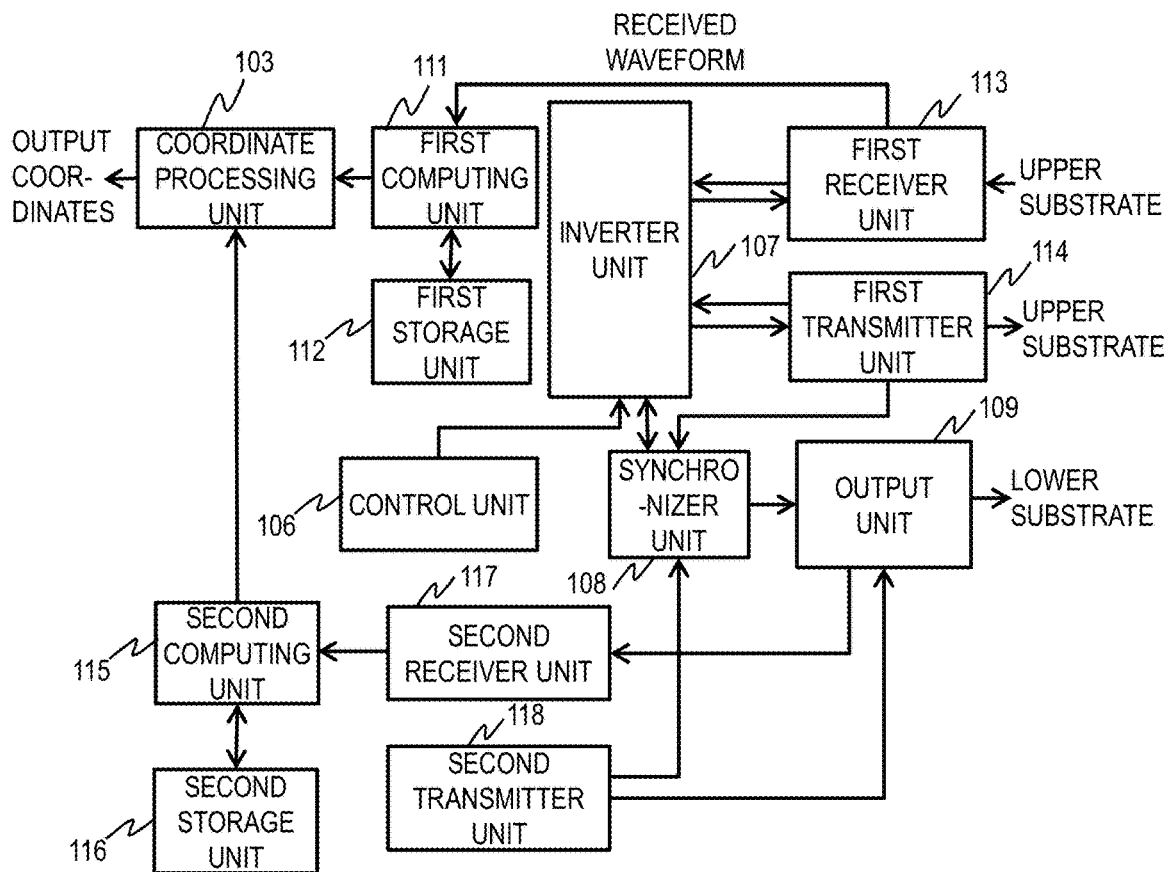 RECEIVED
WAVEFORM
103
111
113
OUTPUT
COOR-
DINATES
COORDINATE
PROCESSING
UNIT
FIRST
COMPUTING
UNIT
INVERTER
UNIT
FIRST
RECEIVER
UNIT
UPPER
SUBSTRATE
107
114
FIRST
STORAGE
UNIT
112
FIRST
TRANSMITTER
UNIT
UPPER
SUBSTRATE
109
CONTROL UNIT
106
SYNCHRO
-NIZER
UNIT
108
OUTPUT
UNIT
LOWER
SUBSTRATE
117
SECOND
COMPUTING
UNIT
115
SECOND
RECEIVER UNIT
118
SECOND
STORAGE
UNIT
116
SECOND
TRANSMITTER
UNIT